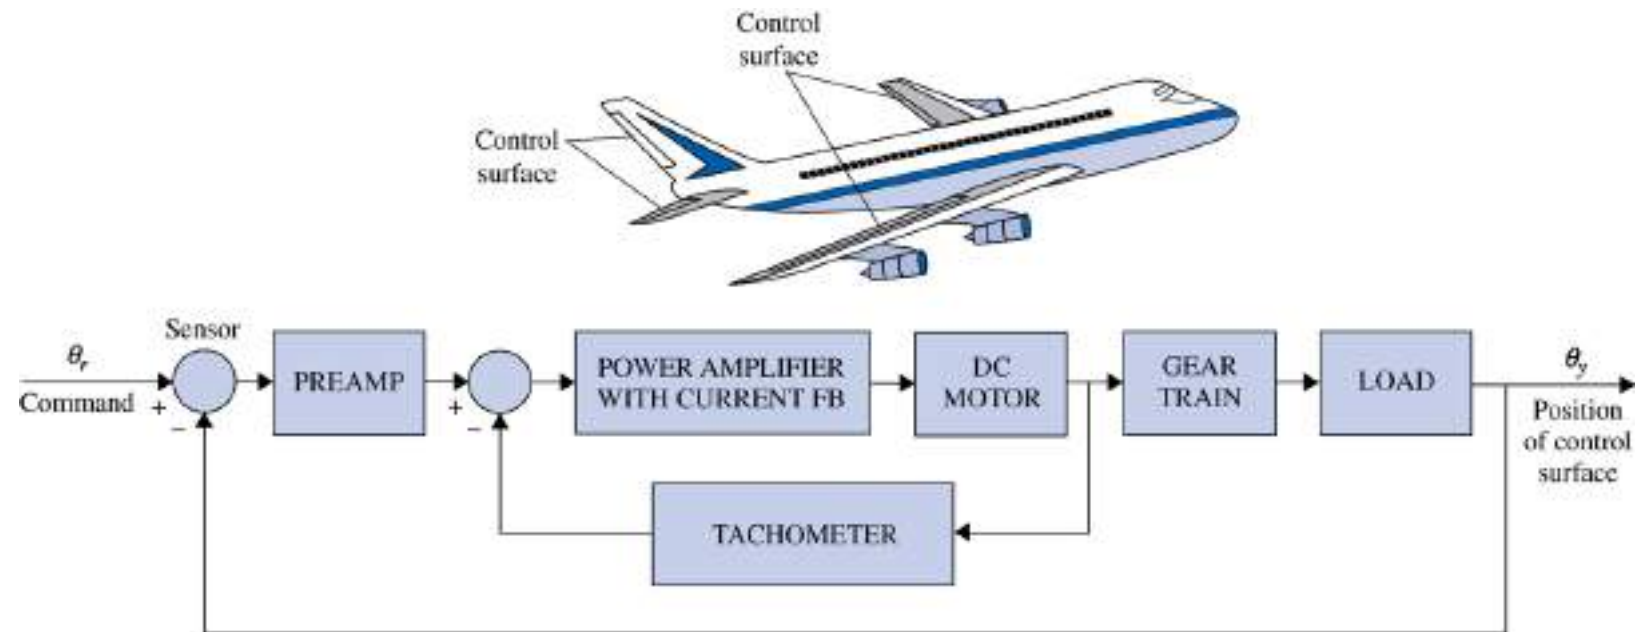 Control
surface
Control
surface
Sensor
θr
Command
+
−
PREAMP
+
−
POWER AMPLIFIER
WITH CURRENT FB
DC
MOTOR
GEAR
TRAIN
LOAD
θy
Position
of control
surface
TACHOMETER